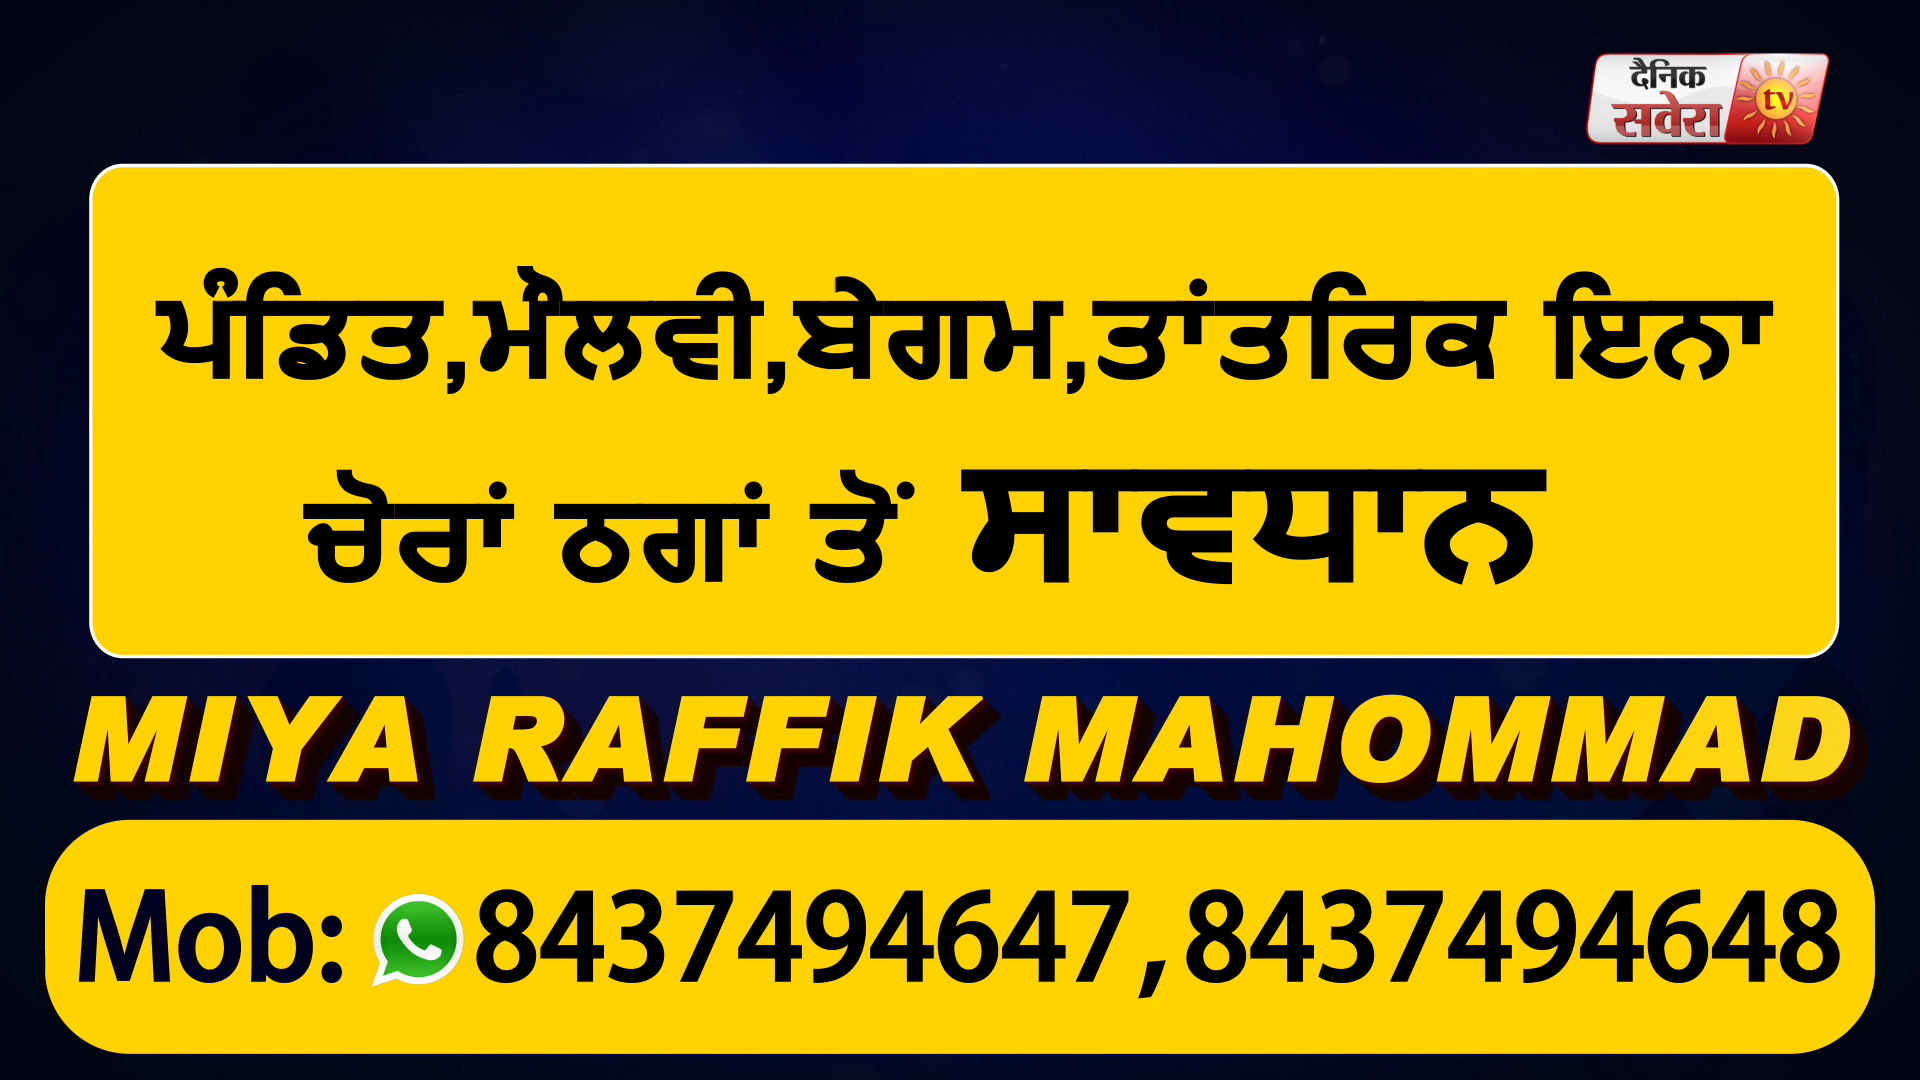 दैनिक
सवेरा tv
ਪੰਡਿਤ,ਮੌਲਵੀ,ਬੇਗਮ,ਤਾਂਤਰਿਕ ਇਨਾ
ਚੋਰਾਂ ਠਗਾਂ ਤੋਂ ਸਾਵਧਾਨ
MIYA RAFFIK MAHOMMAD
Mob: 8437494647, 8437494648